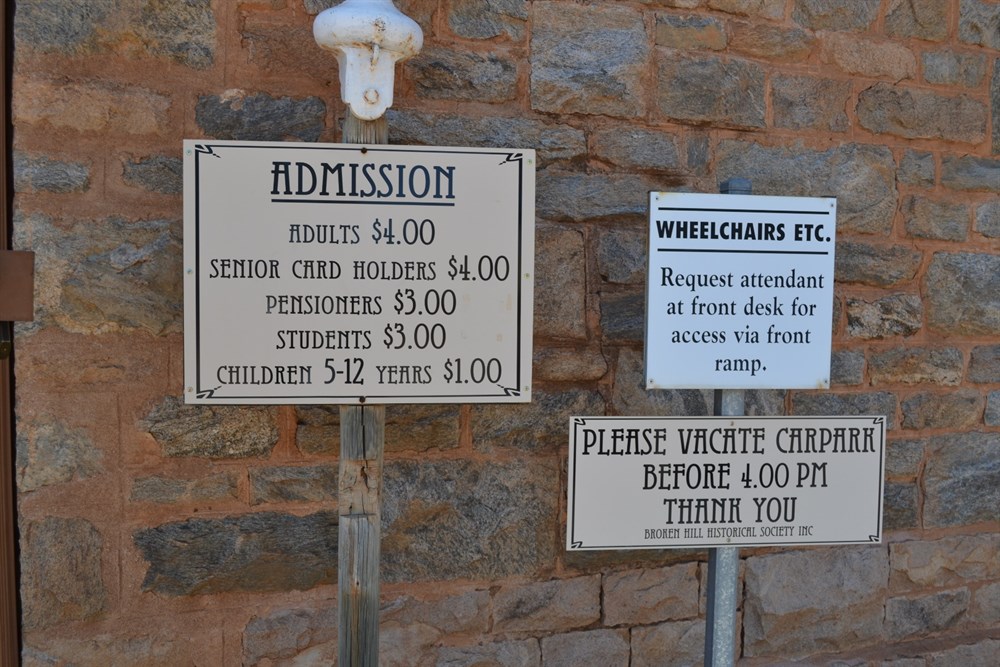 ADMISSION
ADULTS $4.00
SENIOR CARD HOLDERS $4.00
PENSIONERS $3.00
STUDENTS $3.00
CHILDREN 5-12 YEARS $1.00
WHEELCHAIRS ETC.
Request attendant
at front desk for
access via front
ramp.
PLEASE VACATE CARPARK
BEFORE 4.00 PM
THANK YOU
BROKEN HILL HISTORICAL SOCIETY INC